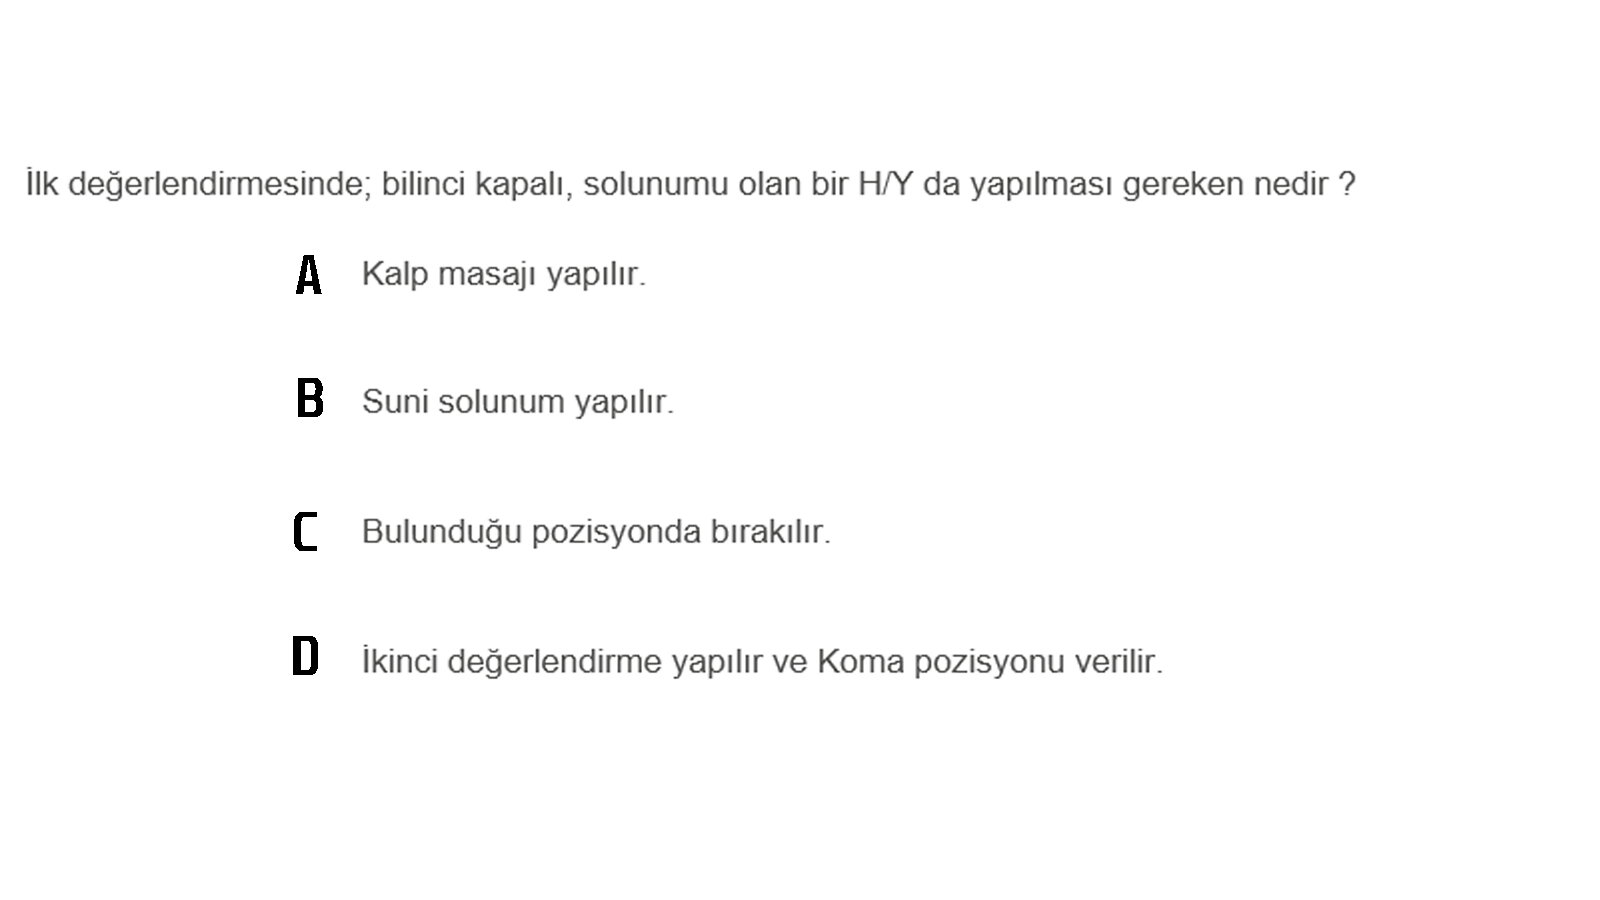 İlk değerlendirmesinde; bilinci kapalı, solunumu olan bir H/Y da yapılması gereken nedir ?
A Kalp masajı yapılır.
B Suni solunum yapılır.
C Bulunduğu pozisyonda bırakılır.
D İkinci değerlendirme yapılır ve Koma pozisyonu verilir.